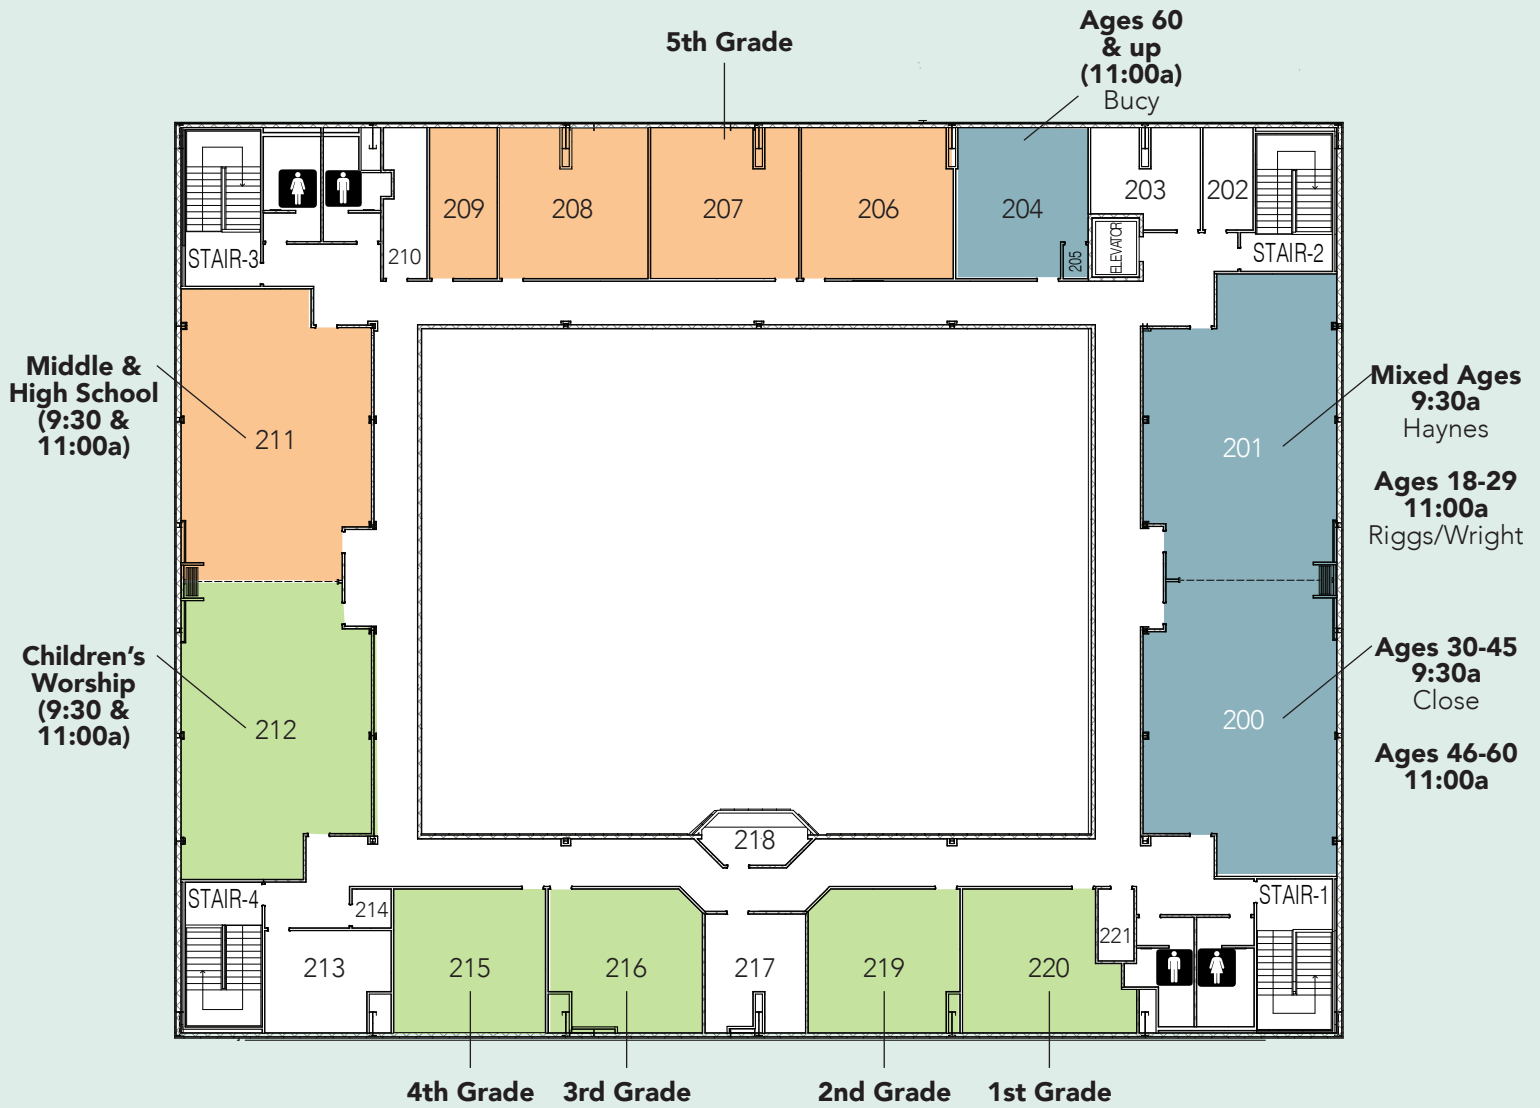 5th Grade
Ages 60
& up
(11:00a)
Bucy
209
208
207
206
204
203
202
210
205
ELEVATOR
STAIR-3
STAIR-2
Middle &
High School
(9:30 &
11:00a)
211
201
Mixed Ages
9:30a
Haynes
Ages 18-29
11:00a
Riggs/Wright
Children's
Worship
(9:30 &
11:00a)
212
200
Ages 30-45
9:30a
Close
Ages 46-60
11:00a
218
STAIR-4
STAIR-1
214
213
215
216
217
219
220
221
4th Grade
3rd Grade
2nd Grade
1st Grade